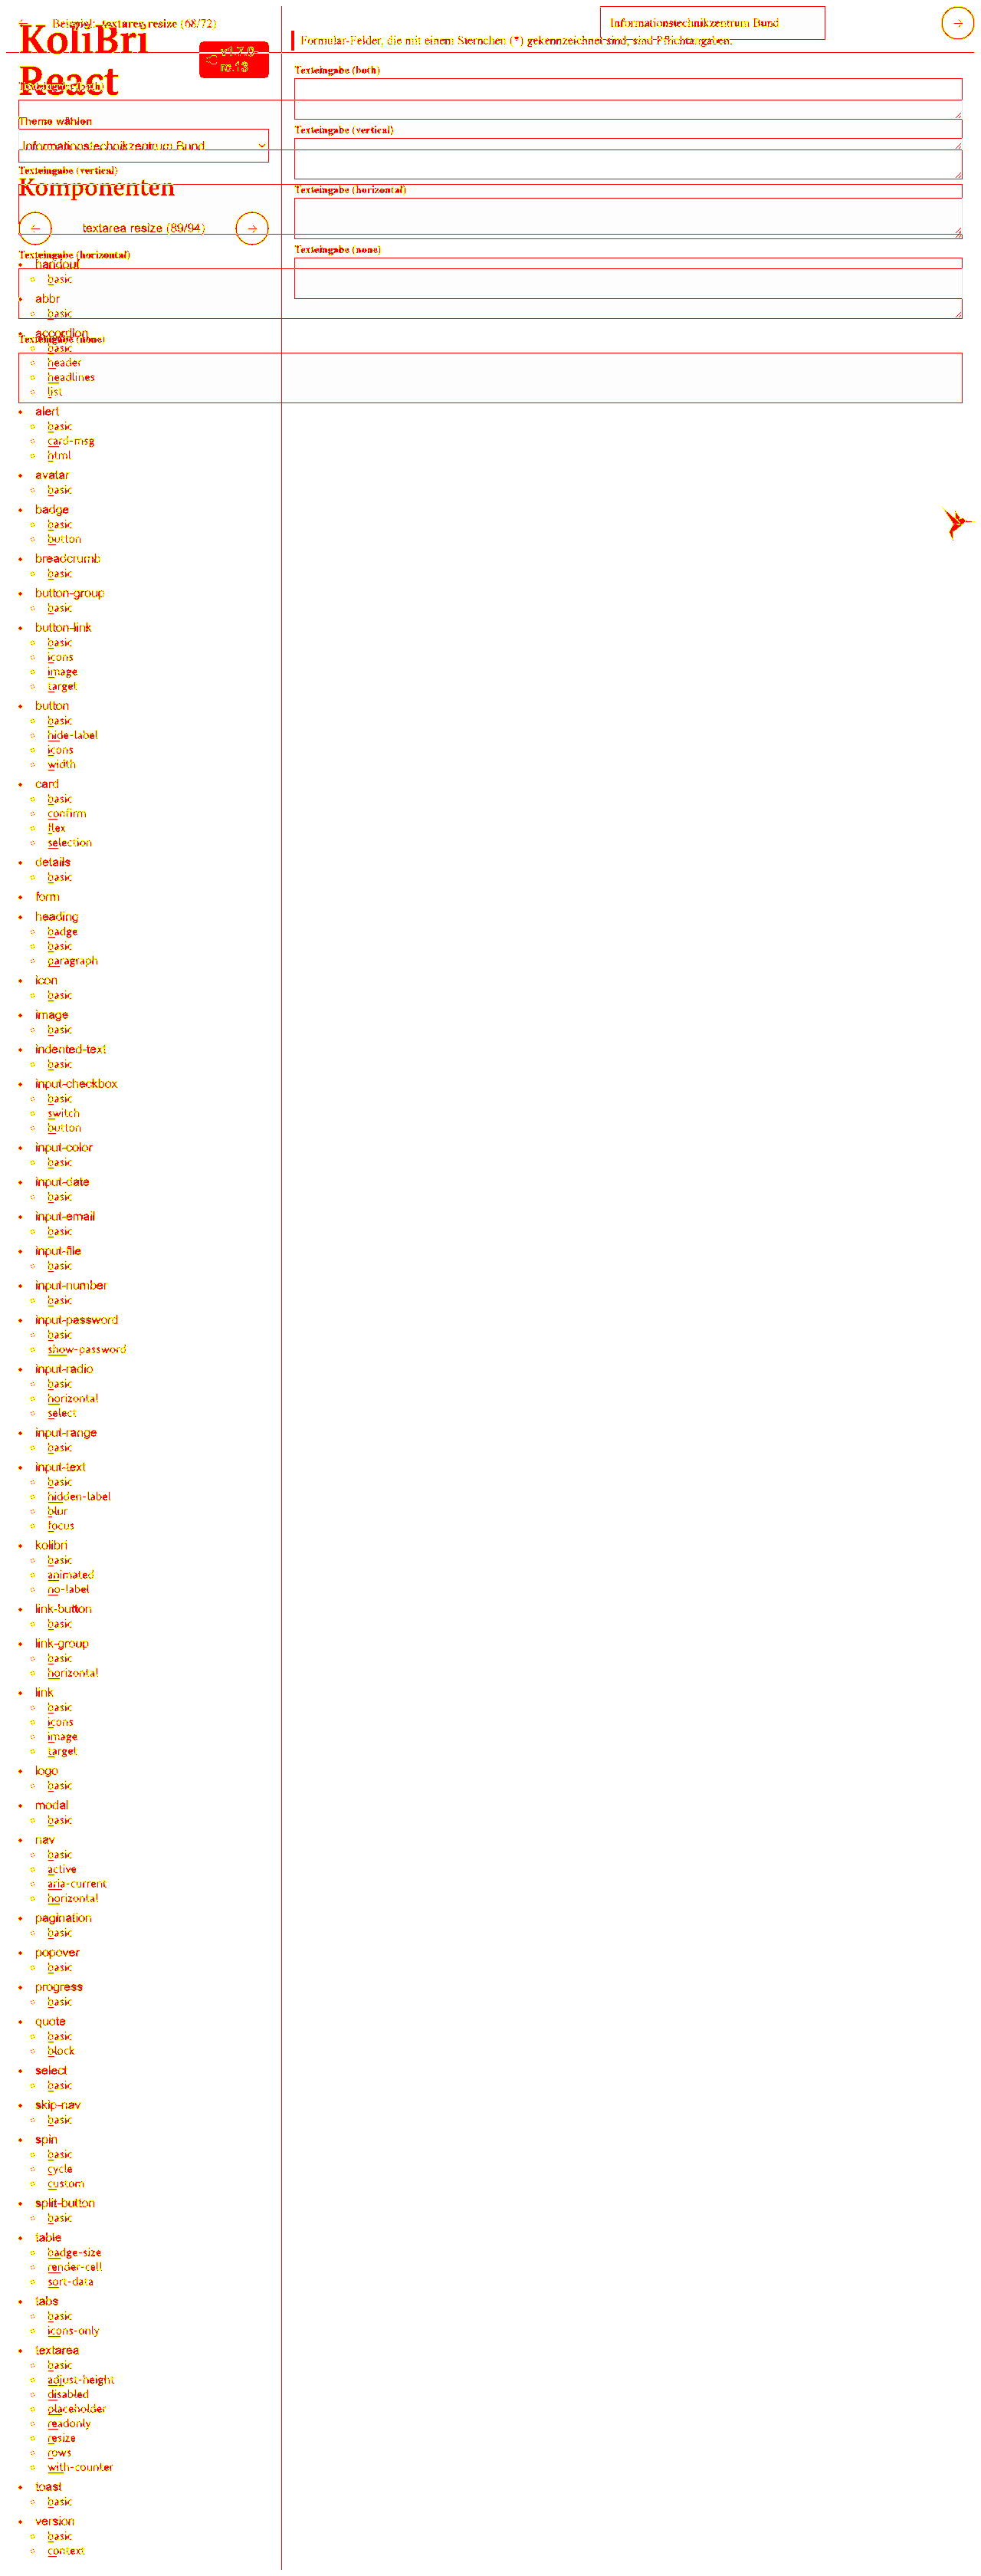 Beispiel: textarea resize (68/72)
Informationstechnikzentrum Bund
KoliBri
React
v1.7.0-
rc.13
Formular-Felder, die mit einem Sternchen (*) gekennzeichnet sind, sind Pflichtangaben.
Texteingabe (both)
Theme wählen
Texteingabe (vertical)
Informationstechnikzentrum Bund
Texteingabe (vertical)
Komponenten
Texteingabe (horizontal)
textarea resize (89/94)
Texteingabe (none)
Texteingabe (horizontal)
handout
basic
abbr
basic
accordion
Texteingabe (none)
basic
header
headlines
list
alert
basic
card-msg
html
avatar
basic
badge
basic
button
breadcrumb
basic
button-group
basic
button-link
basic
icons
image
target
button
basic
hide-label
icons
width
card
basic
confirm
flex
selection
details
basic
form
heading
badge
basic
paragraph
icon
basic
image
basic
indented-text
basic
input-checkbox
basic
switch
button
input-color
basic
input-date
basic
input-email
basic
input-file
basic
input-number
basic
input-password
basic
show-password
input-radio
basic
horizontal
select
input-range
basic
input-text
basic
hidden-label
blur
focus
kolibri
basic
animated
no-label
link-button
basic
link-group
basic
horizontal
link
basic
icons
image
target
logo
basic
modal
basic
nav
basic
active
aria-current
horizontal
pagination
basic
popover
basic
progress
basic
quote
basic
block
select
basic
skip-nav
basic
spin
basic
cycle
custom
split-button
basic
table
badge-size
render-cell
sort-data
tabs
basic
icons-only
textarea
basic
adjust-height
disabled
placeholder
readonly
resize
rows
with-counter
toast
basic
version
basic
context